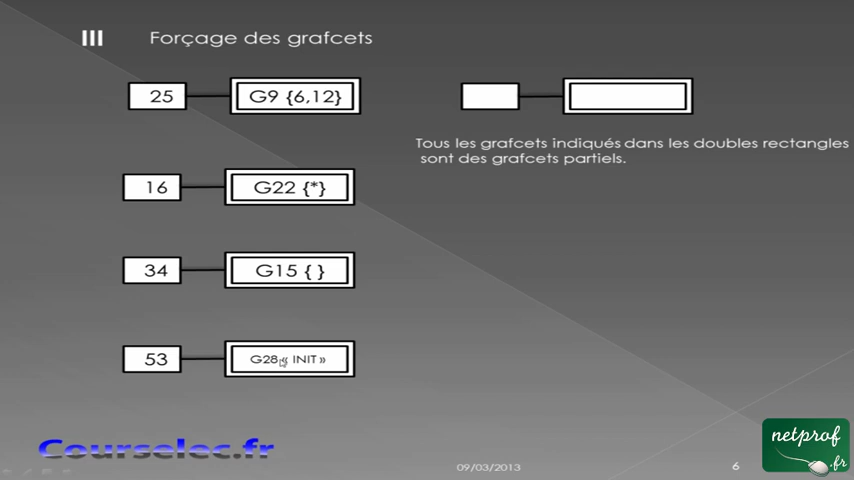 III Forçage des grafcets
25 G9 {6,12}
Tous les grafcets indiqués dans les doubles rectangles
sont des grafcets partiels.
16 G22 {*}
34 G15 { }
53 G28 « INIT »
Courselec.fr
09/03/2013
6
netprof
.fr